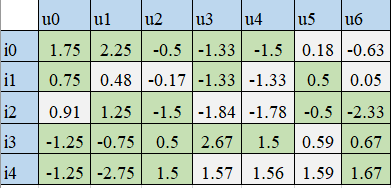 u0 u1 u2 u3 u4 u5 u6
i0 1.75 2.25 -0.5 -1.33 -1.5 0.18 -0.63
i1 0.75 0.48 -0.17 -1.33 -1.33 0.5 0.05
i2 0.91 1.25 -1.5 -1.84 -1.78 -0.5 -2.33
i3 -1.25 -0.75 0.5 2.67 1.5 0.59 0.67
i4 -1.25 -2.75 1.5 1.57 1.56 1.59 1.67